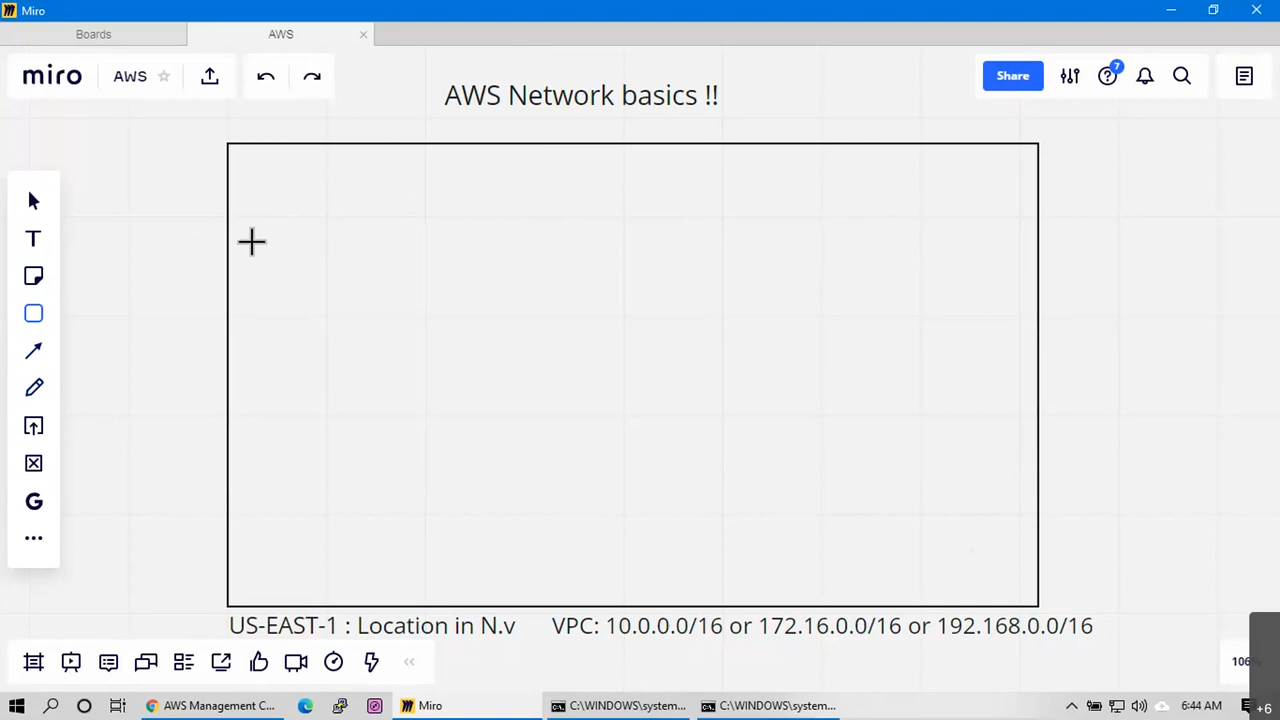 Miro
Boards
AWS
miro
AWS
Share
7
AWS Network basics !!
T
G
US-EAST-1 : Location in N.v
VPC: 10.0.0.0/16 or 172.16.0.0/16 or 192.168.0.0/16
AWS Management C...
Miro
C:\WINDOWS\system...
C:\WINDOWS\system...
6:44 AM
+6